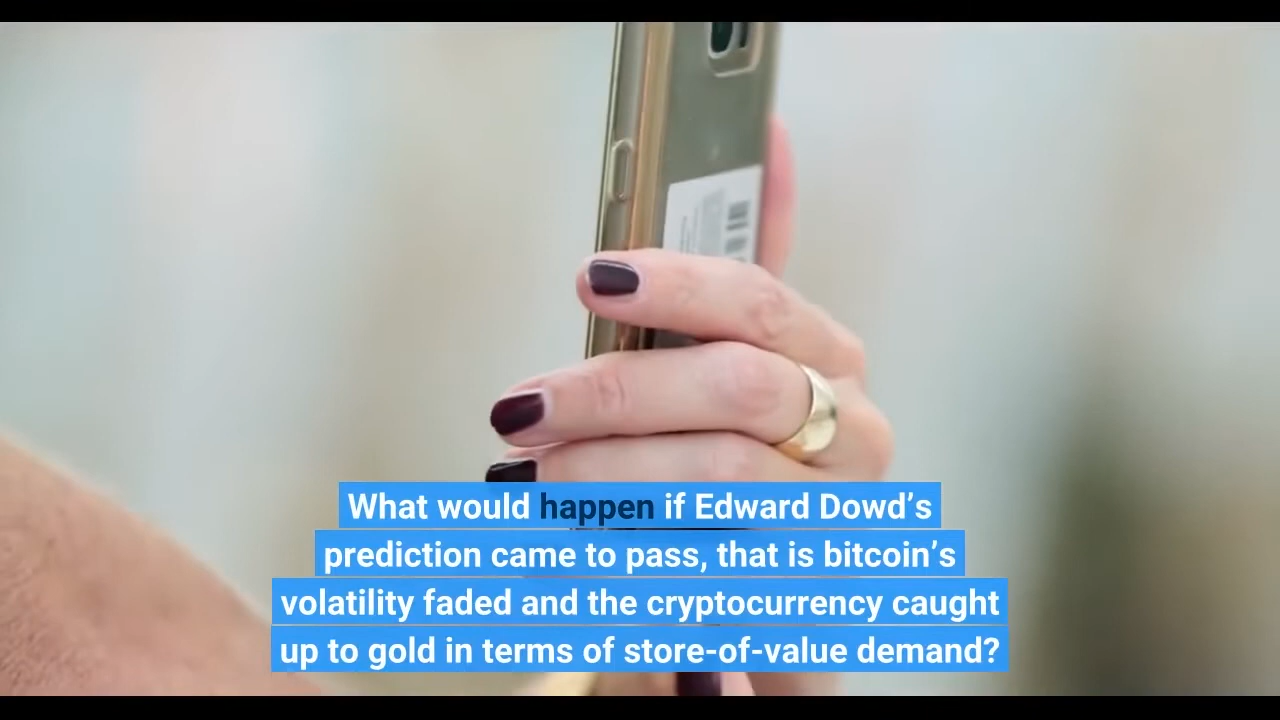 What would happen if Edward Dowd’s
prediction came to pass, that is bitcoin’s
volatility faded and the cryptocurrency caught
up to gold in terms of store-of-value demand?